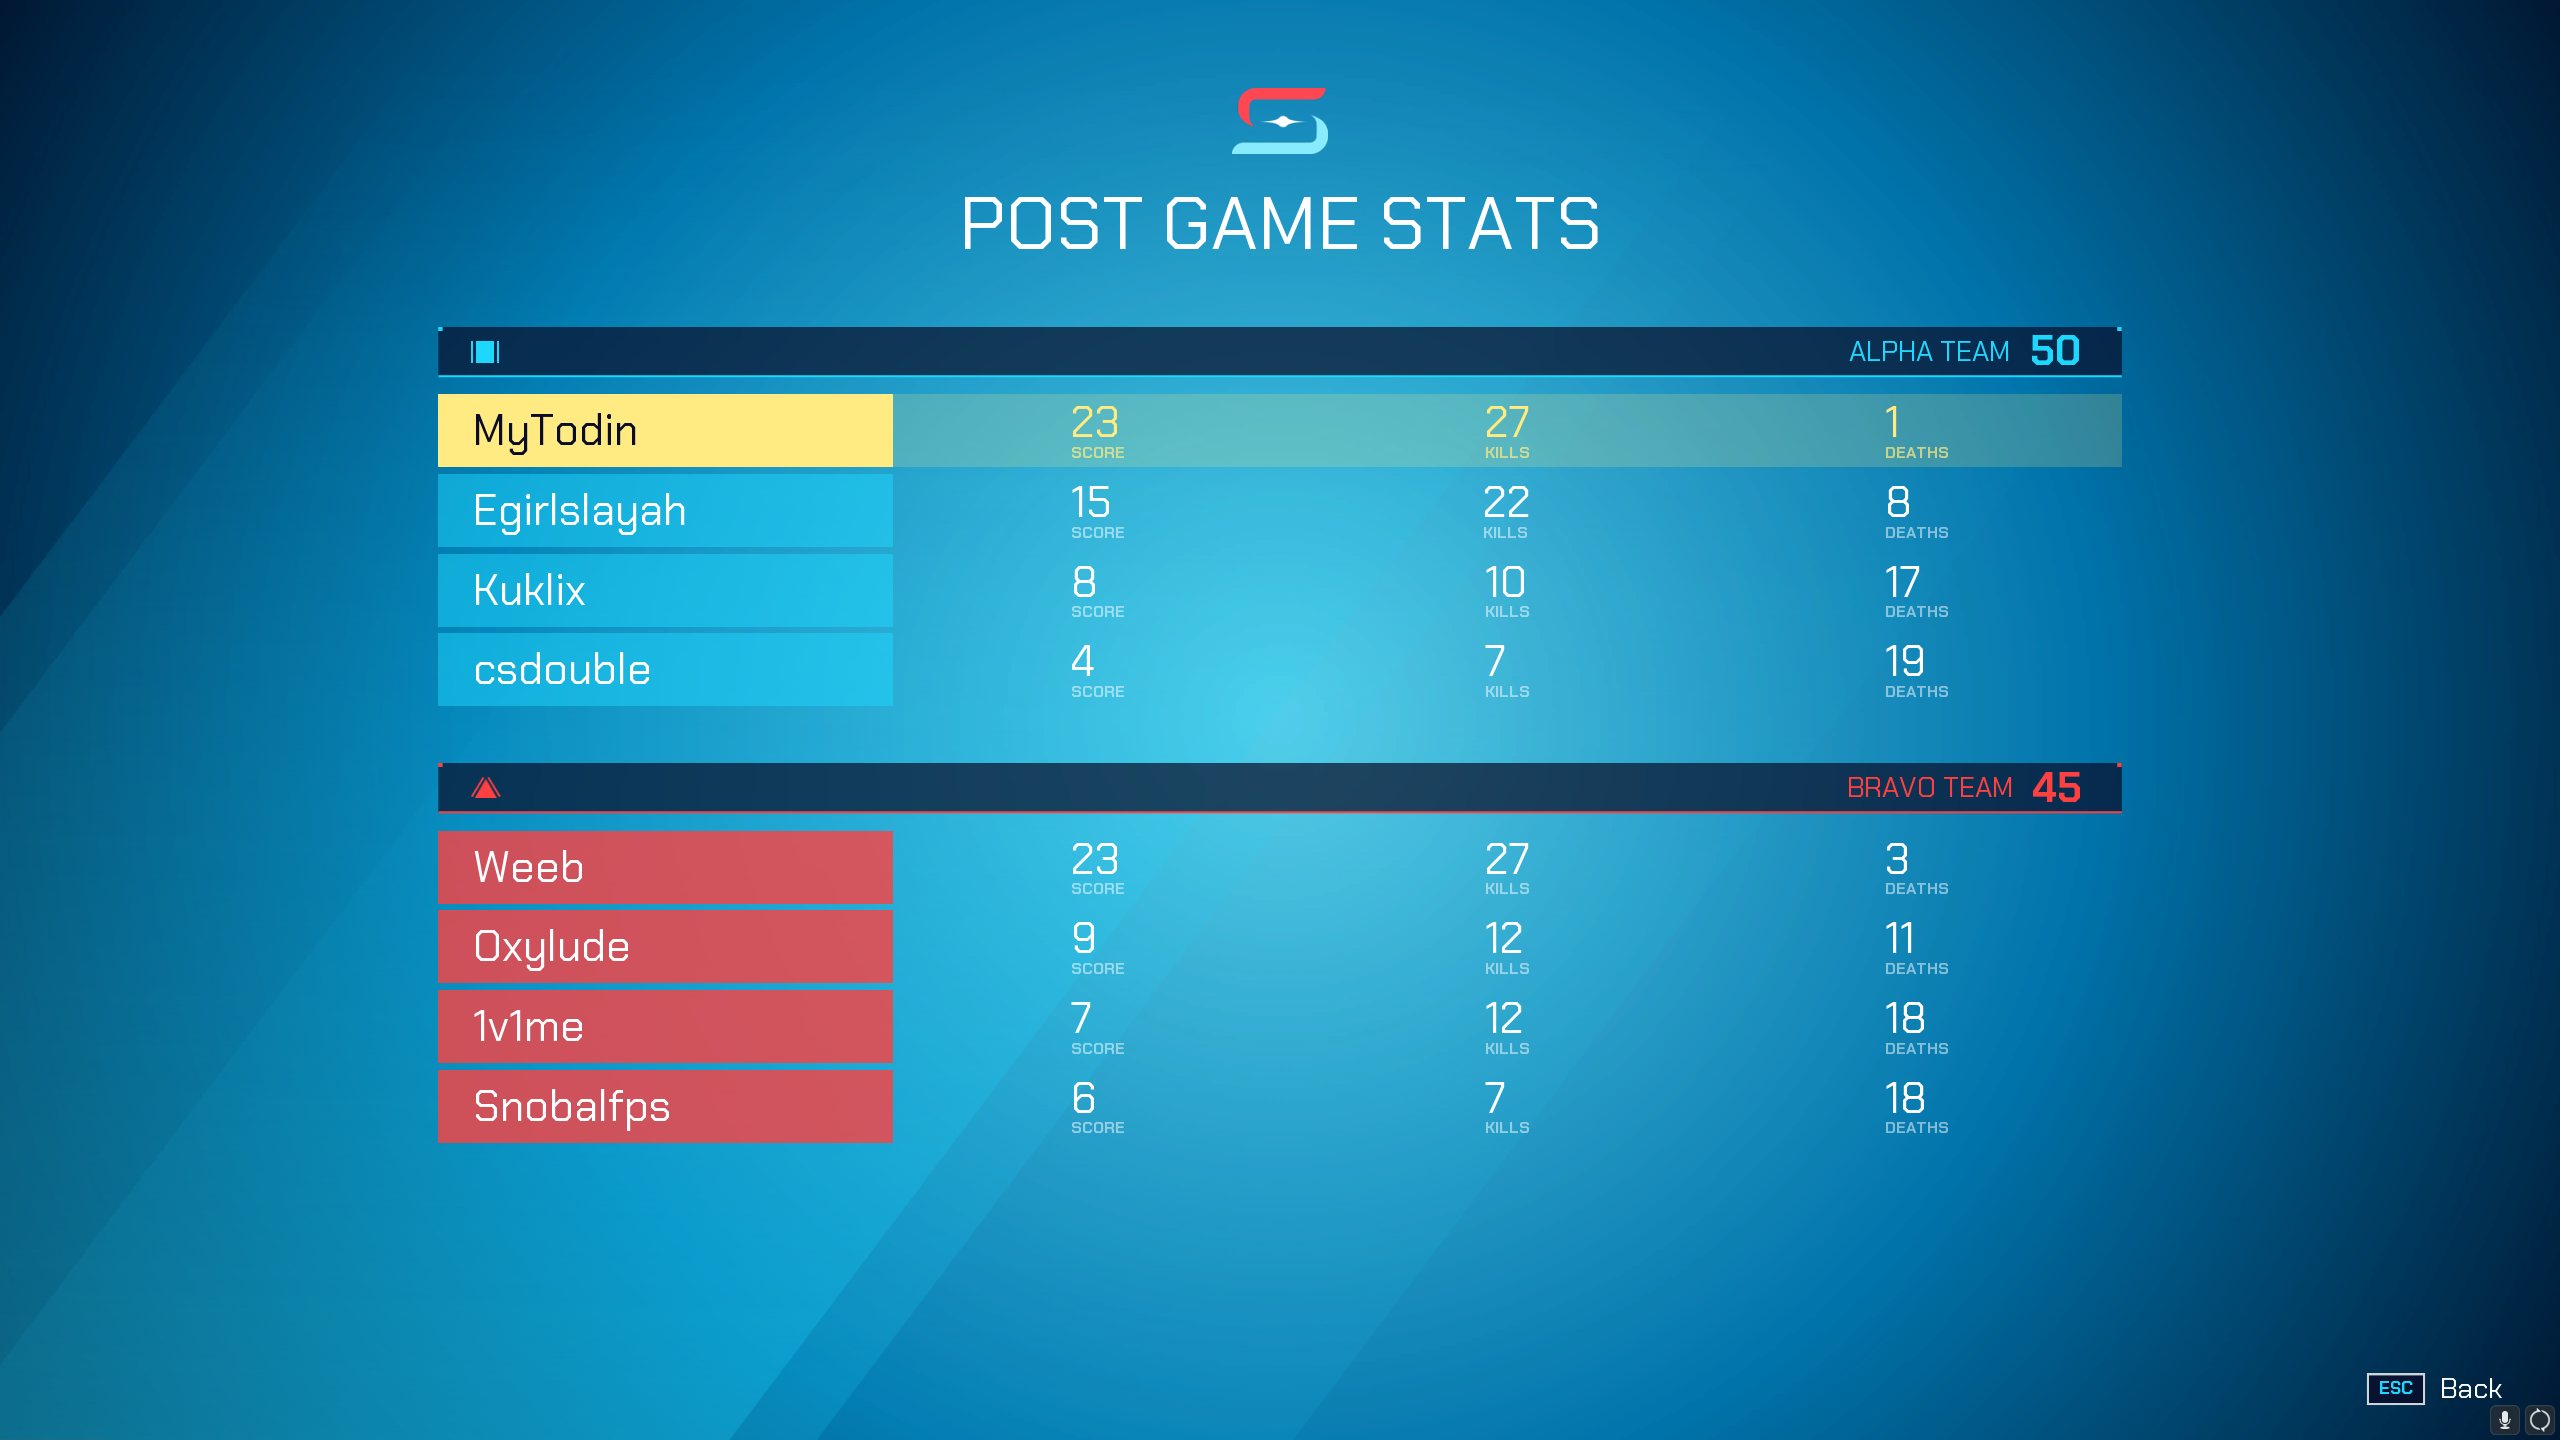 POST GAME STATS
ALPHA TEAM 50
MyTodin 23 SCORE 27 KILLS 1 DEATHS
Egirlslayah 15 SCORE 22 KILLS 8 DEATHS
Kuklix 8 SCORE 10 KILLS 17 DEATHS
csdouble 4 SCORE 7 KILLS 19 DEATHS
BRAVO TEAM 45
Weeb 23 SCORE 27 KILLS 3 DEATHS
Oxylude 9 SCORE 12 KILLS 11 DEATHS
1v1me 7 SCORE 12 KILLS 18 DEATHS
Snobalfps 6 SCORE 7 KILLS 18 DEATHS
ESC Back